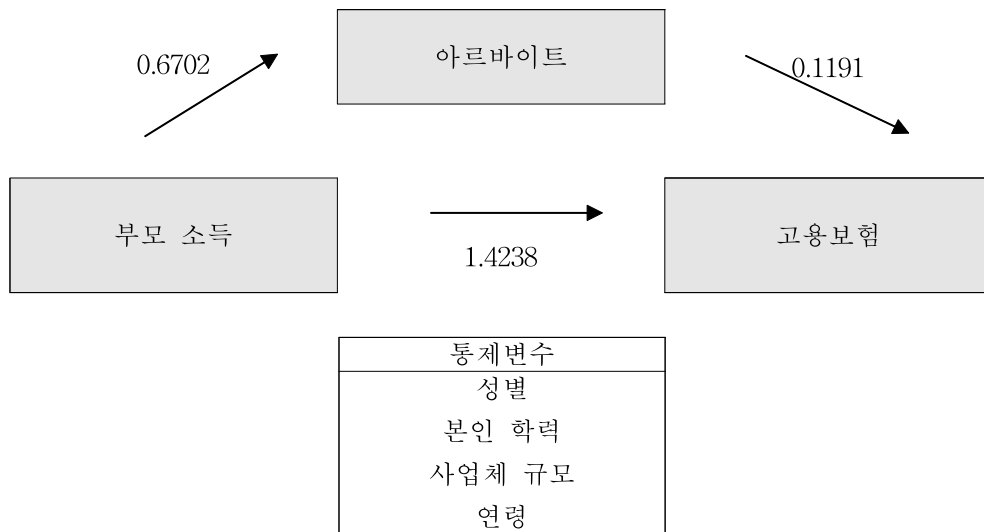 아르바이트
0.6702
0.1191
부모 소득
고용보험
1.4238
통제변수
성별
본인 학력
사업체 규모
연령